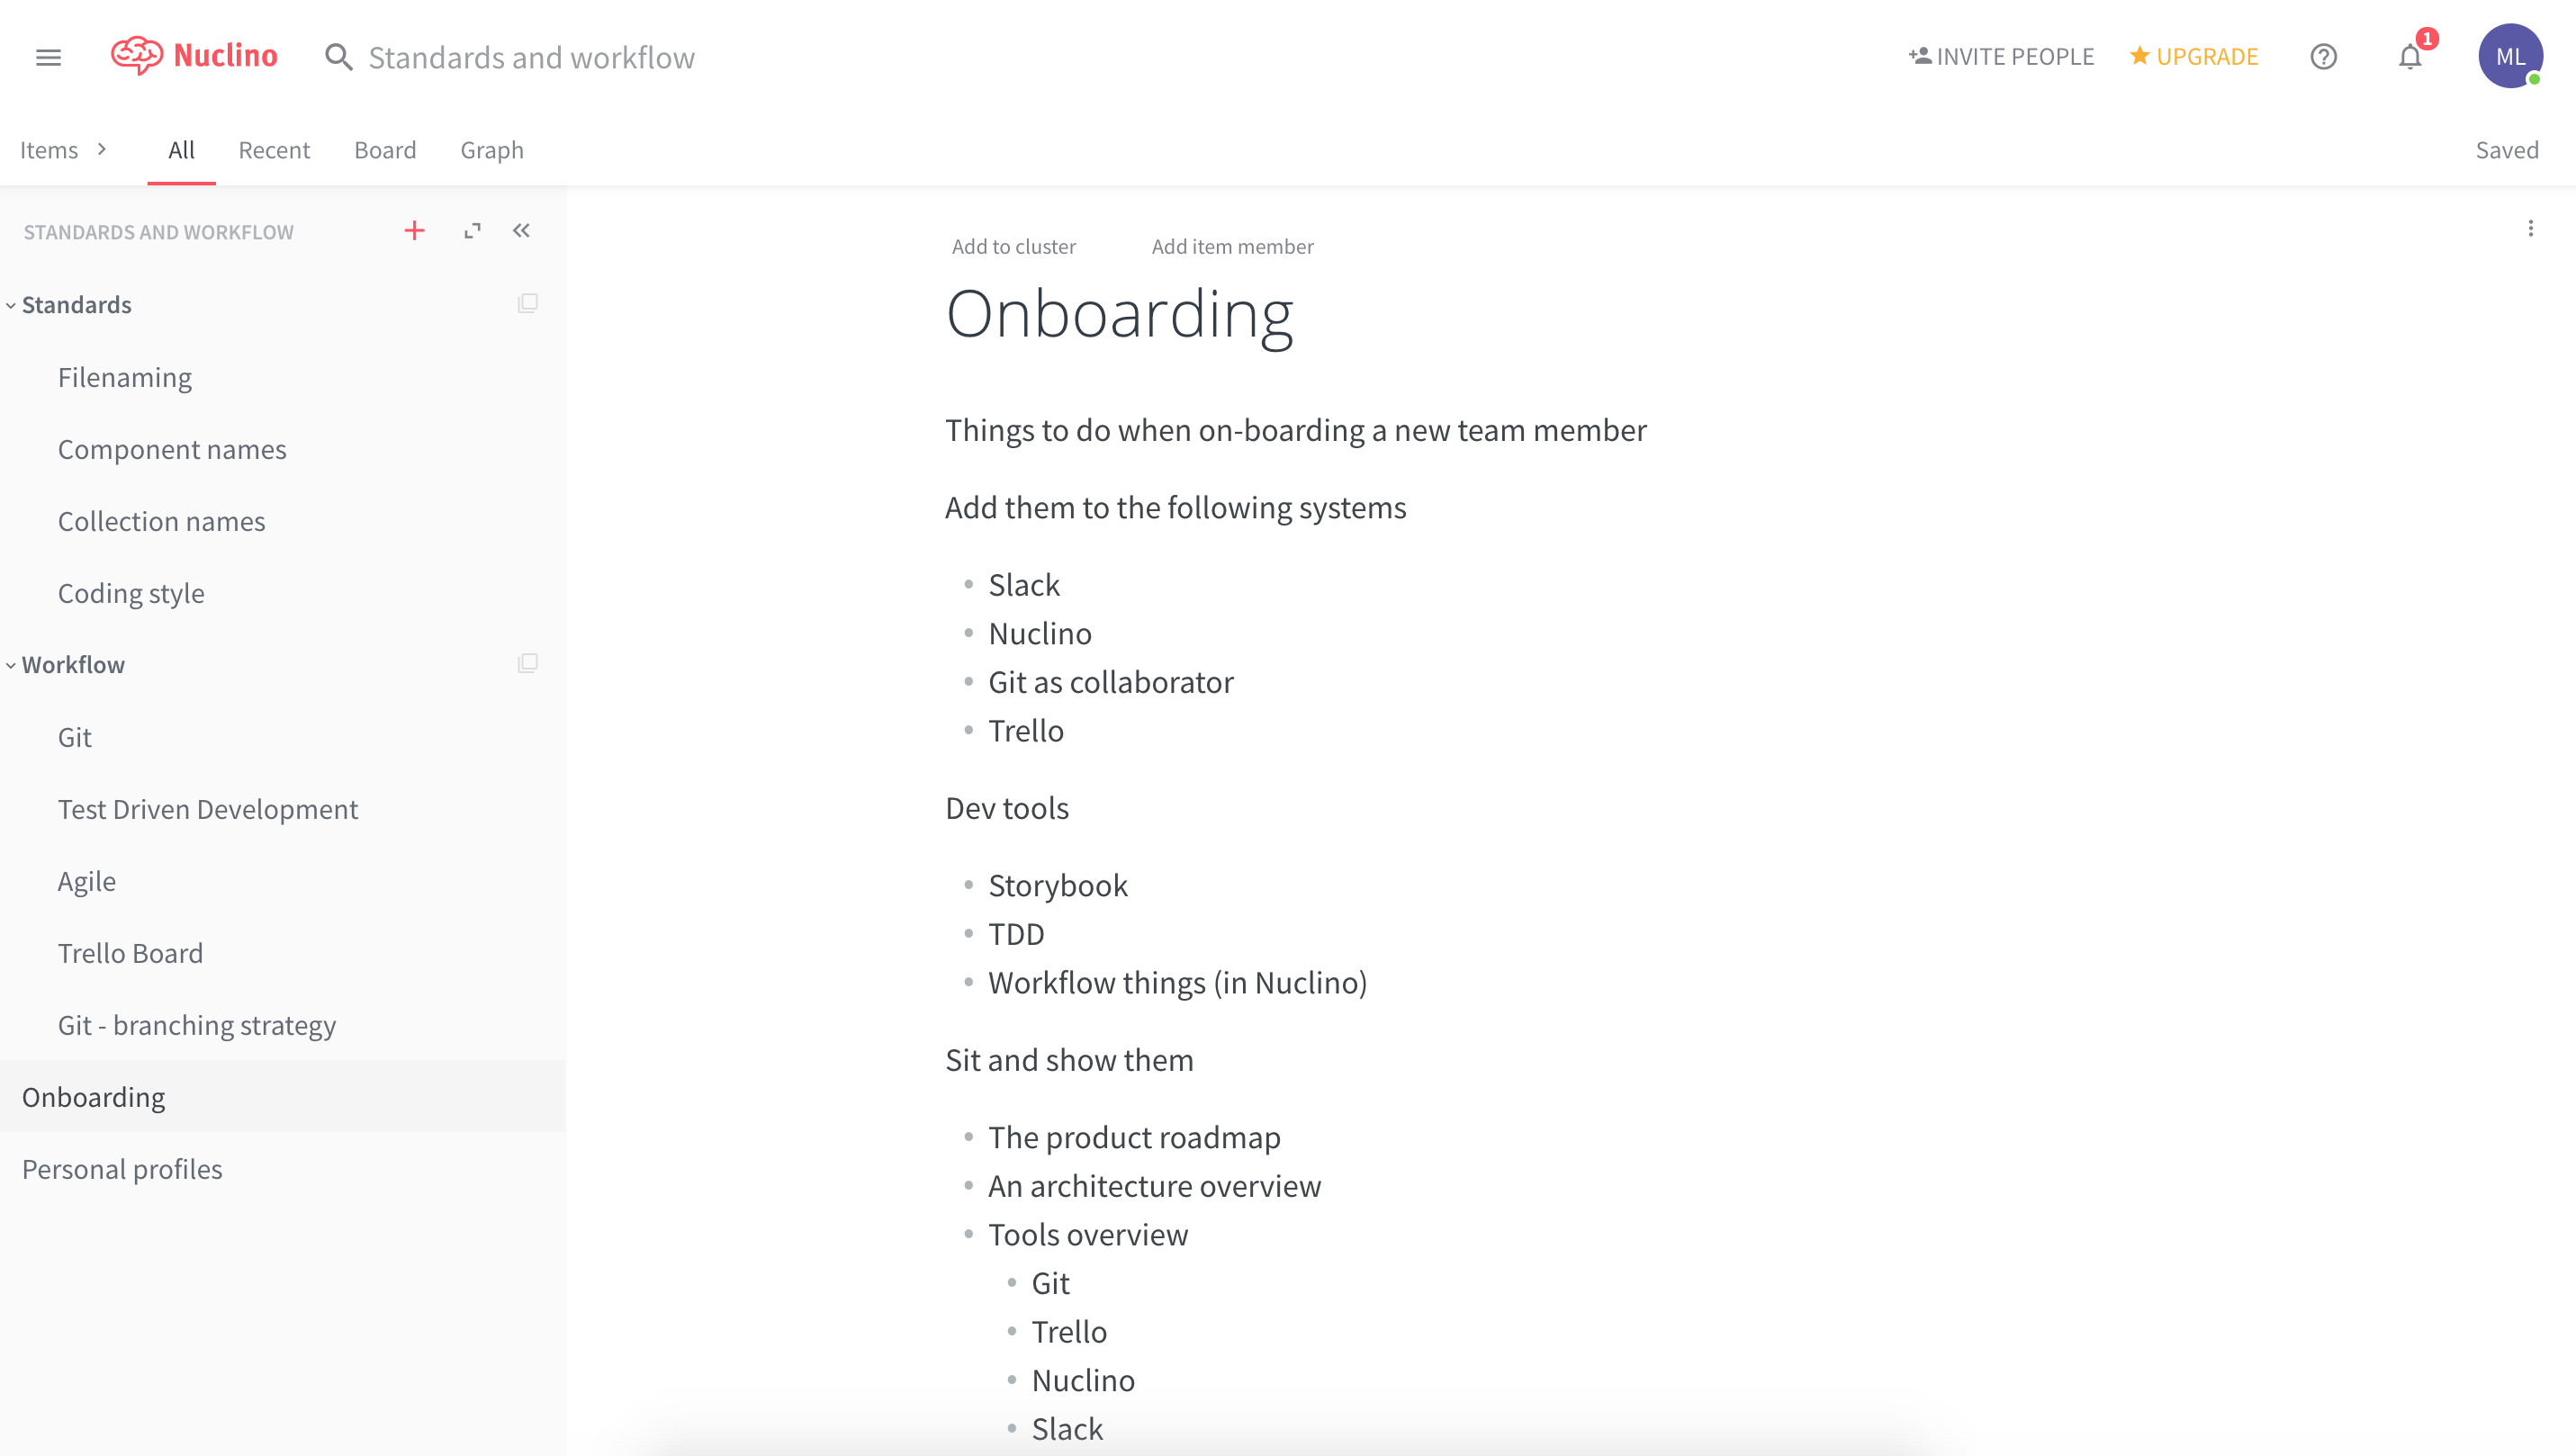 Nuclino
Standards and workflow
INVITE PEOPLE
UPGRADE
1
ML
Items
All
Recent
Board
Graph
Saved
STANDARDS AND WORKFLOW
Standards
Filenaming
Component names
Collection names
Coding style
Workflow
Git
Test Driven Development
Agile
Trello Board
Git - branching strategy
Onboarding
Personal profiles
Add to cluster
Add item member
Onboarding
Things to do when on-boarding a new team member
Add them to the following systems
• Slack
• Nuclino
• Git as collaborator
• Trello
Dev tools
• Storybook
• TDD
• Workflow things (in Nuclino)
Sit and show them
• The product roadmap
• An architecture overview
• Tools overview
• Git
• Trello
• Nuclino
• Slack